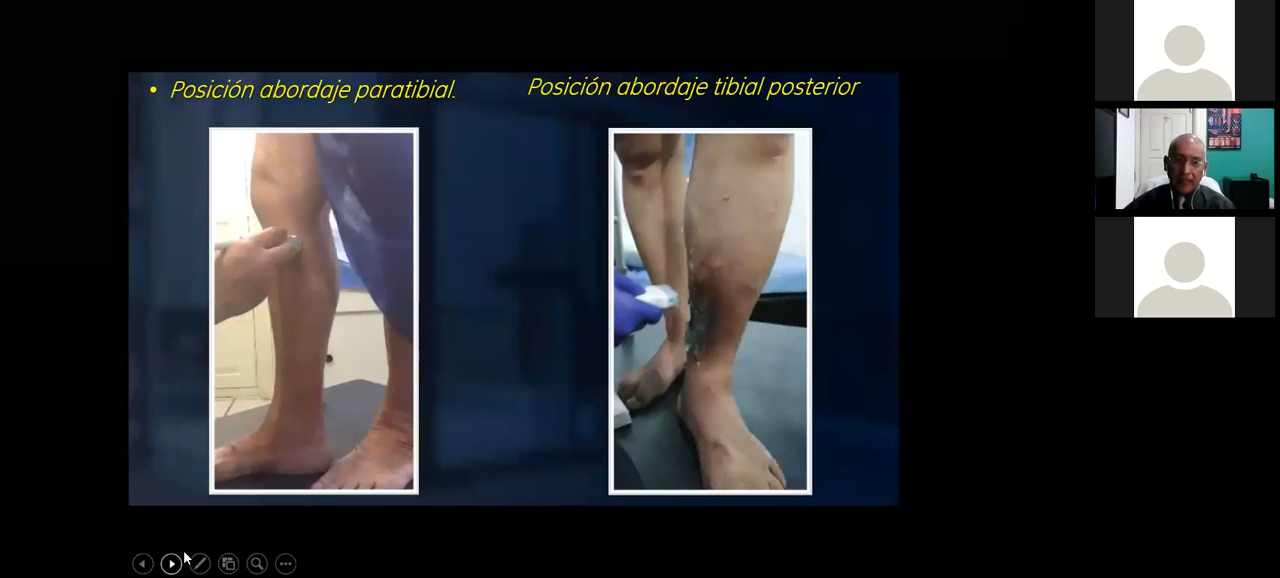 • Posición abordaje paratibial.
Posición abordaje tibial posterior